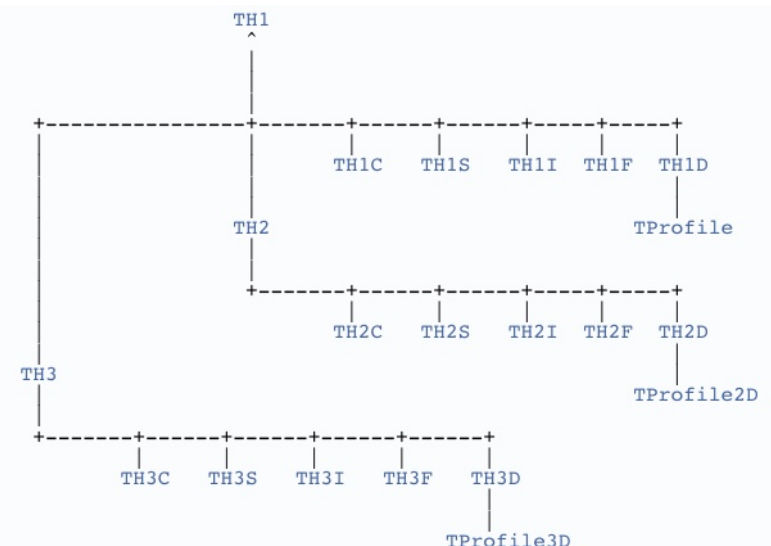 TH1
TH1C TH1S TH1I TH1F TH1D
TH2 TProfile
TH2C TH2S TH2I TH2F TH2D
TH3
TProfile2D
TH3C TH3S TH3I TH3F TH3D
TProfile3D